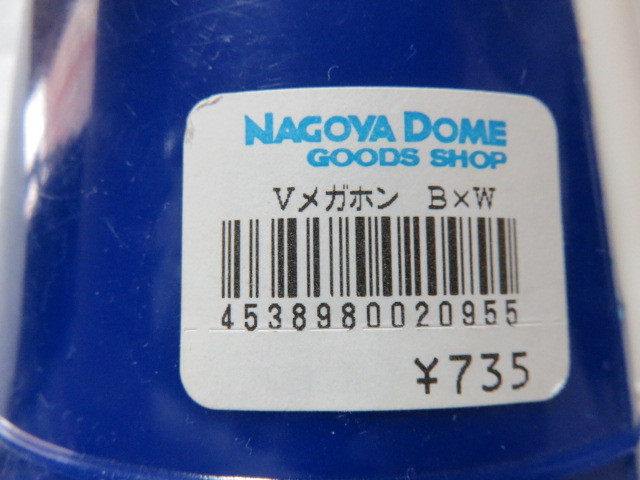 NAGOYA DOME
GOODS SHOP
Vメガホン B×W
4538980020955
¥735